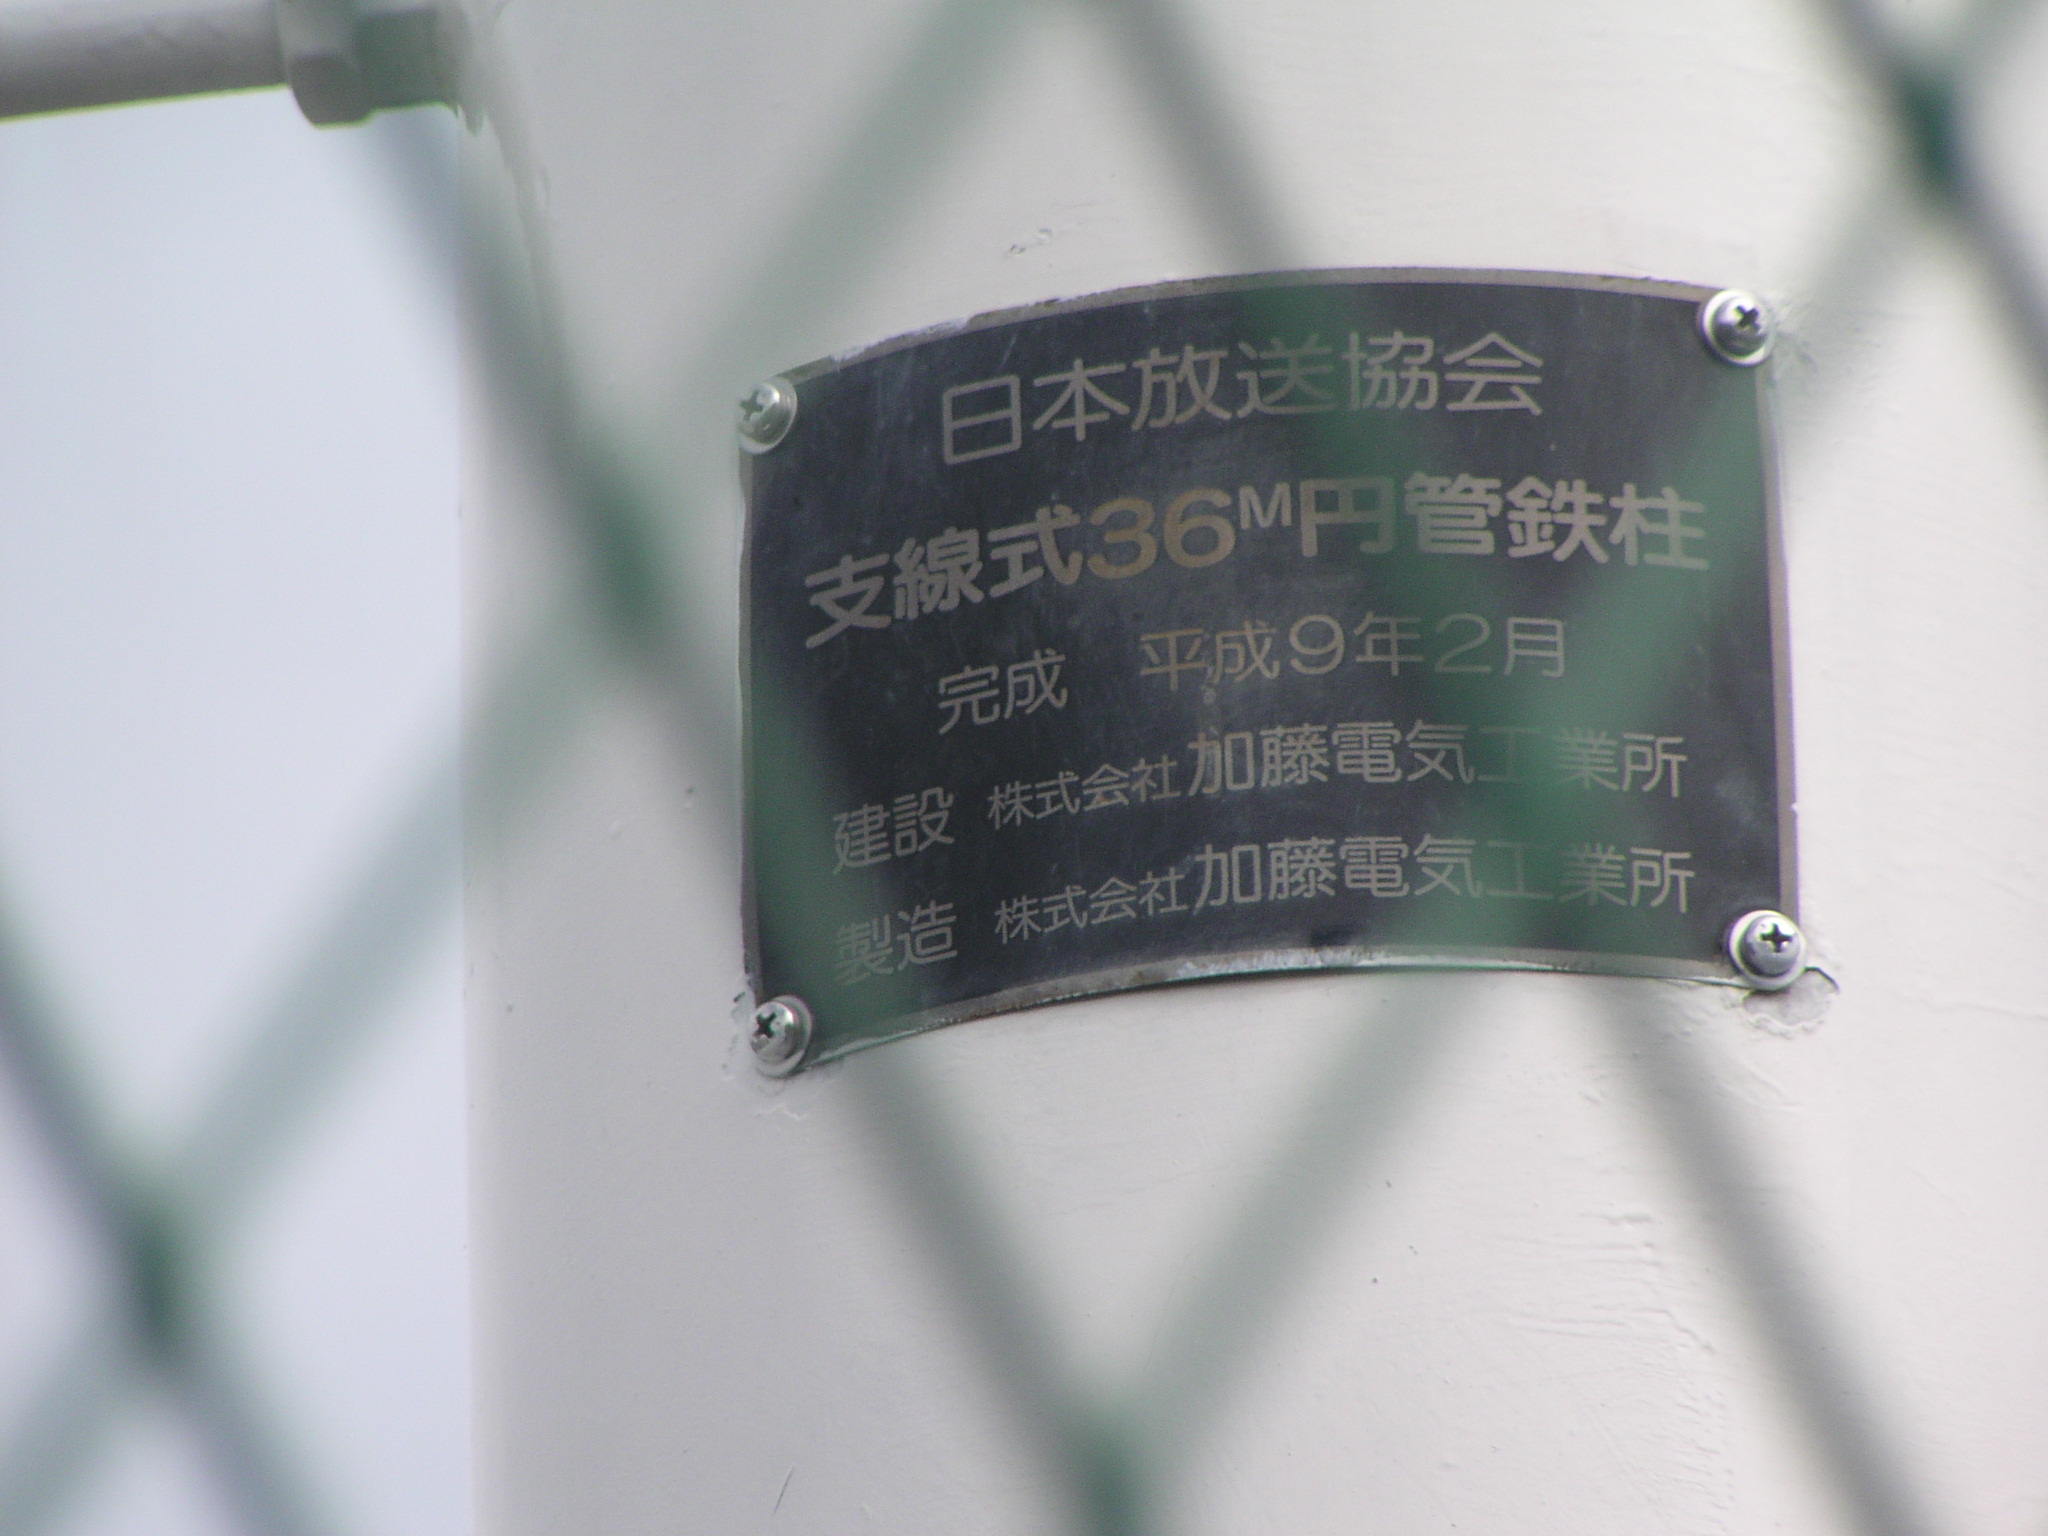 日本放送協会
支線式36M円管鉄柱
完成 平成9年2月
建設 株式会社加藤電気工業所
製造 株式会社加藤電気工業所